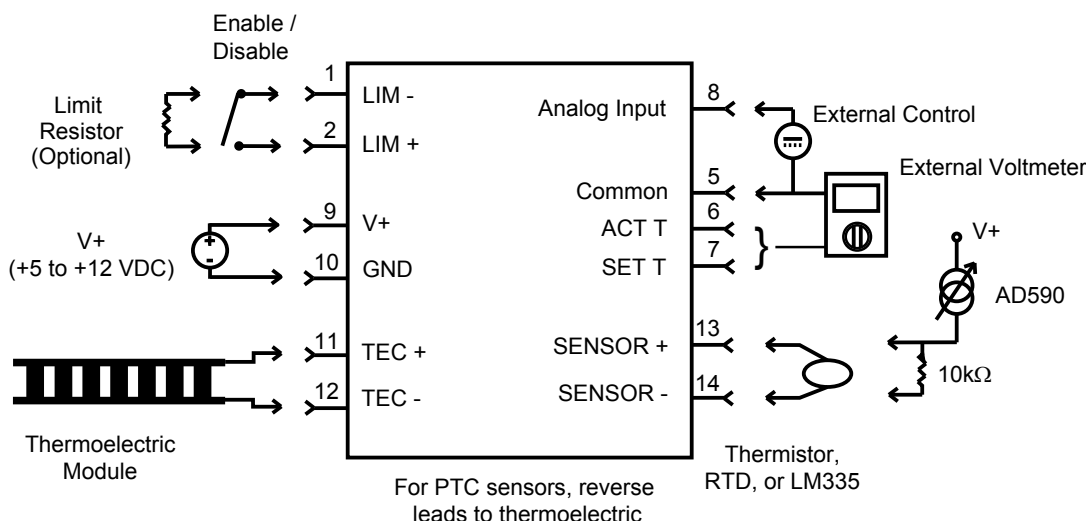 Enable /
Disable
1
LIM -
Limit
Resistor
(Optional)
2
LIM +
9
V+
V+
(+5 to +12 VDC)
+
-
10
GND
11
TEC +
12
TEC -
Thermoelectric
Module
Analog Input
8
External Control
External Voltmeter
Common
5
ACT T
6
SET T
7
V+
AD590
SENSOR +
13
10kΩ
SENSOR -
14
Thermistor,
RTD, or LM335
For PTC sensors, reverse
leads to thermoelectric